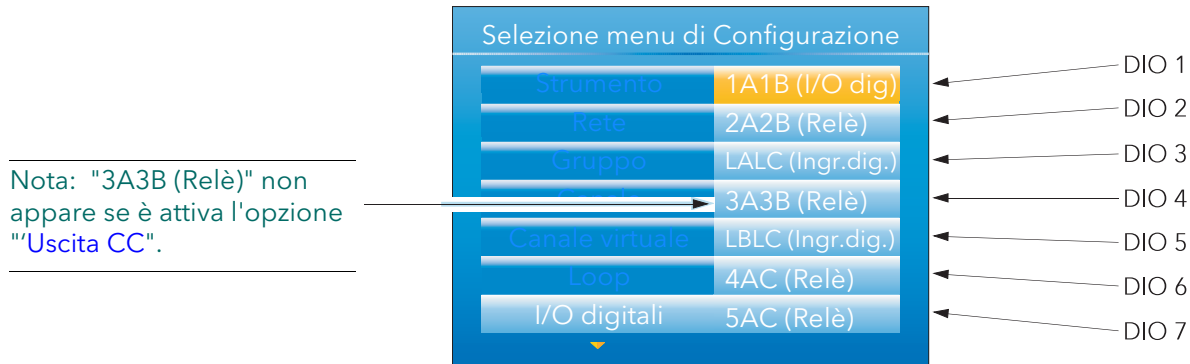 Selezione menu di Configurazione
Strumento 1A1B (I/O dig)
Rete 2A2B (Relè)
Gruppo LALC (Ingr.dig.)
3A3B (Relè)
Canale virtuale LBLC (Ingr.dig.)
Loop 4AC (Relè)
I/O digitali 5AC (Relè)
DIO 1
DIO 2
DIO 3
DIO 4
DIO 5
DIO 6
DIO 7
Nota: "3A3B (Relè)" non
appare se è attiva l'opzione
"‘Uscita CC".